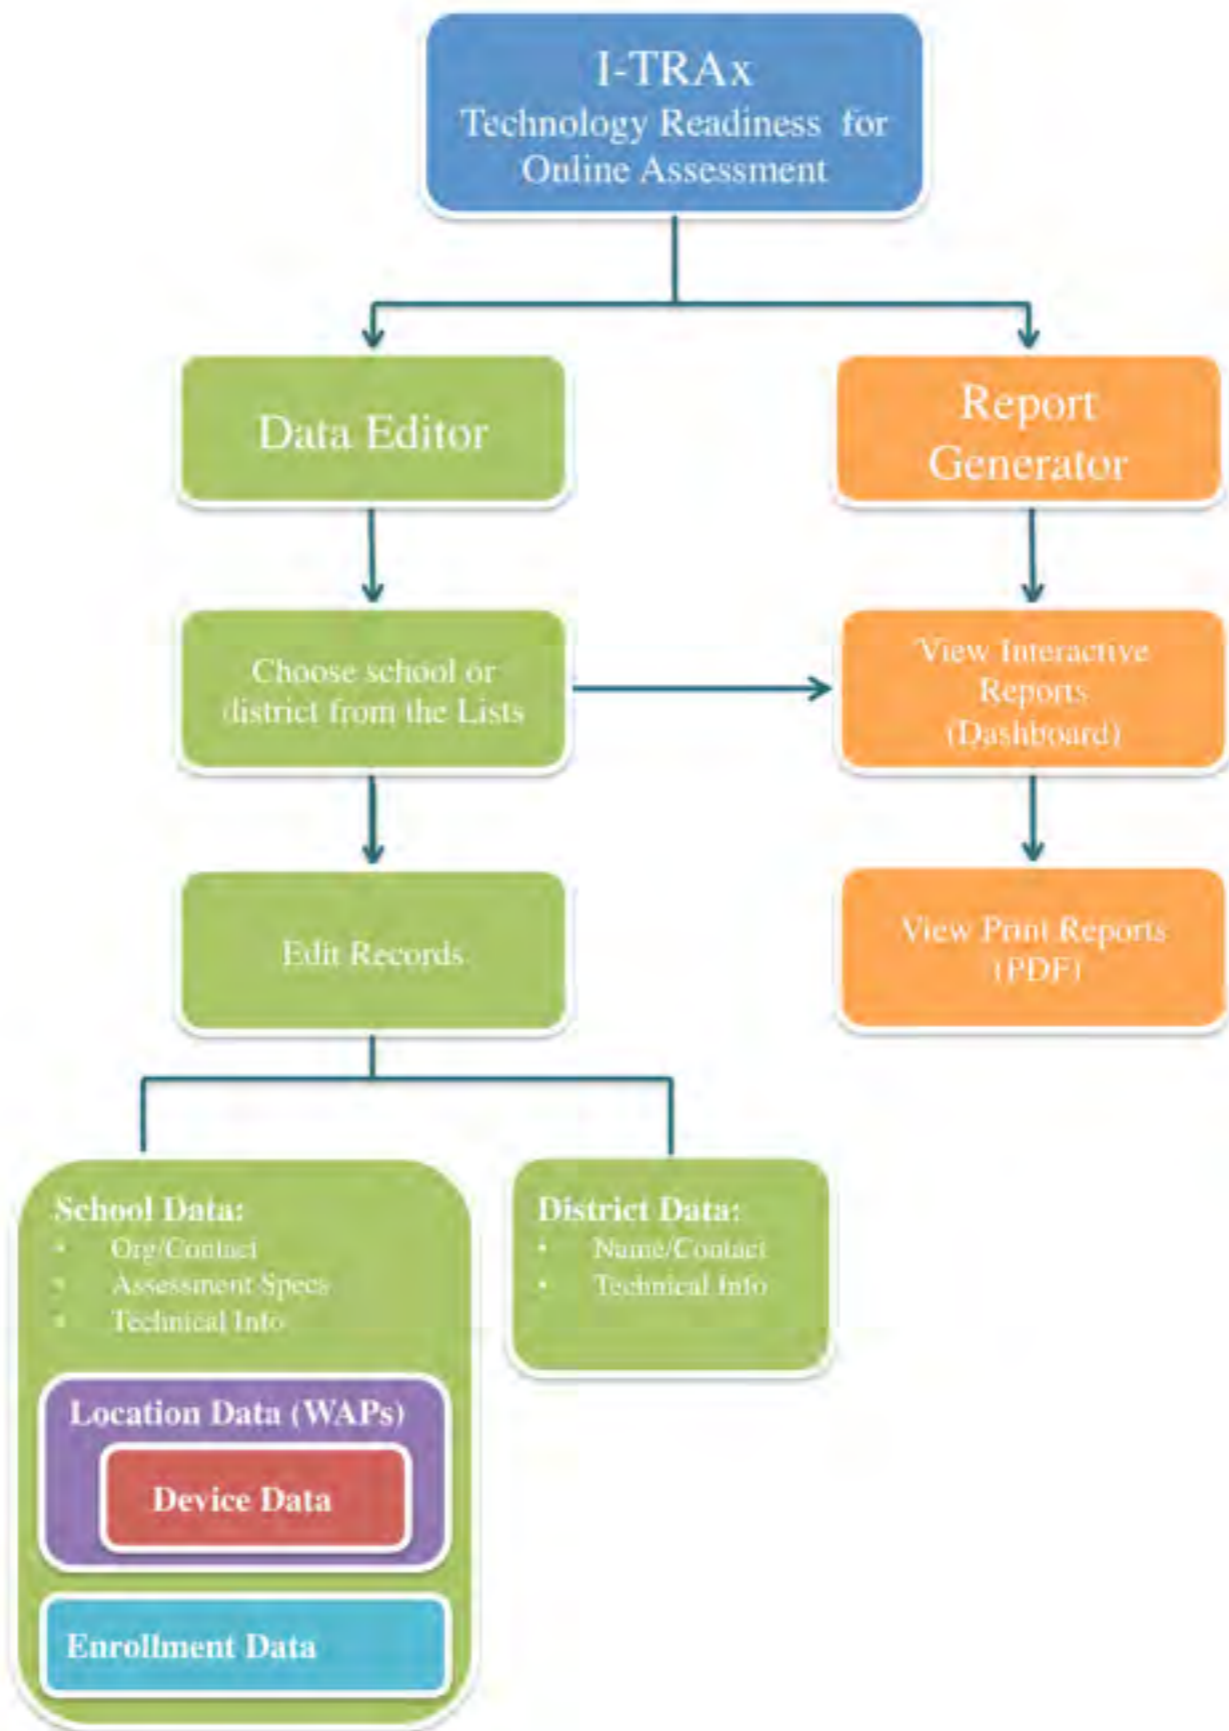 I-TRAx
Technology Readiness for
Online Assessment
Data Editor
Report
Generator
Choose school or
district from the Lists
View Interactive
Reports
(Dashboard)
Edit Records
View Print Reports
(PDF)
School Data:
• Org/Contact
• Assessment Specs
• Technical Info
District Data:
• Name/Contact
• Technical Info
Location Data (WAPs)
Device Data
Enrollment Data